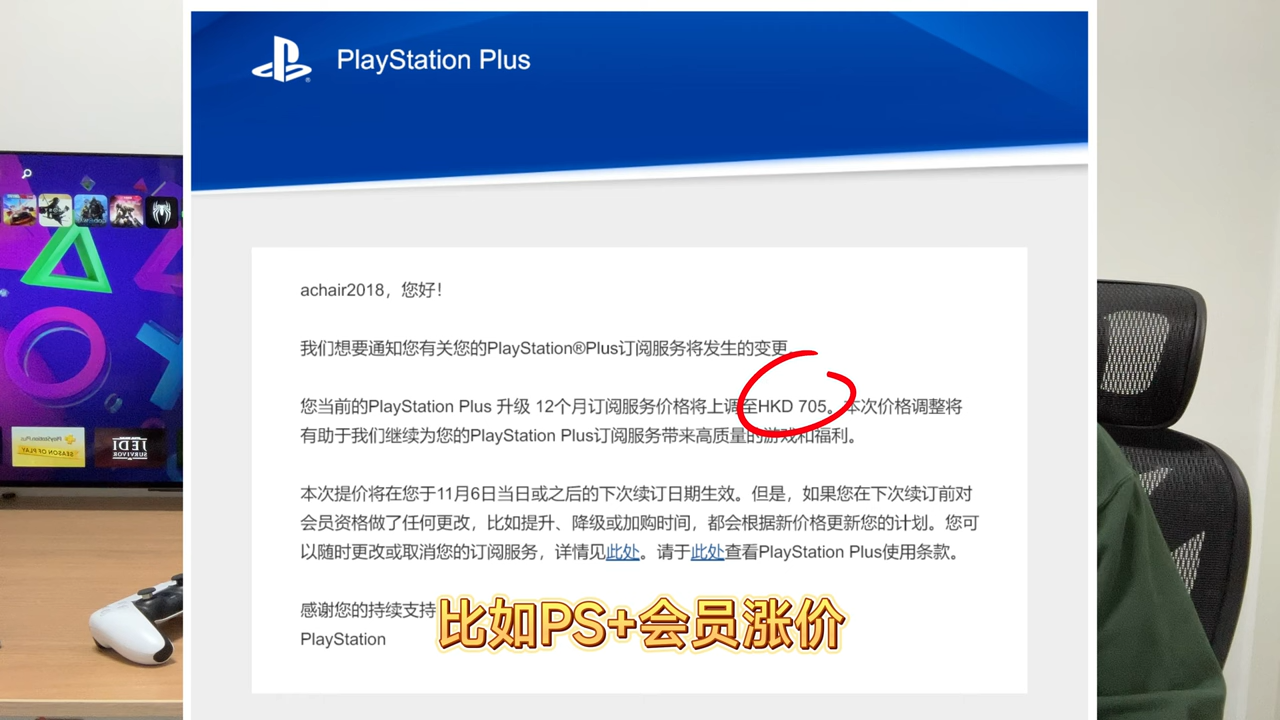 PlayStation Plus
achair2018，您好！
我们想要通知您有关您的PlayStation®Plus订阅服务将发生的变更。
您当前的PlayStation Plus 升级 12个月订阅服务价格将上调至HKD 705。本次价格调整将
有助于我们继续为您的PlayStation Plus订阅服务带来高质量的游戏和福利。
本次提价将在您于11月6日当日或之后的下次续订日期生效。但是，如果您在下次续订前对
会员资格做了任何更改，比如提升、降级或加购时间，都会根据新价格更新您的计划。您可
以随时更改或取消您的订阅服务，详情见此处。请于此处查看PlayStation Plus使用条款。
感谢您的持续支持
PlayStation
比如PS+会员涨价
PlayStation Plus
SEASON OF PLAY
JEDI
SURVIVOR